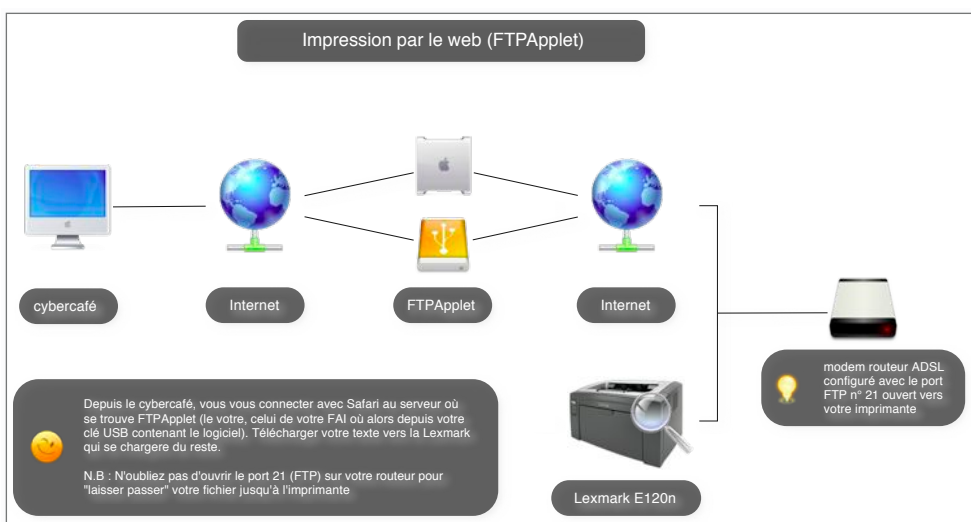 Impression par le web (FTPApplet)
cybercafé
Internet
FTPApplet
Internet
modem routeur ADSL
configuré avec le port
FTP n° 21 ouvert vers
votre imprimante
Depuis le cybercafé, vous vous connecter avec Safari au serveur où
se trouve FTPApplet (le votre, celui de votre FAI où alors depuis votre
clé USB contenant le logiciel). Télécharger votre texte vers la Lexmark
qui se chargere du reste.
N.B : N'oubliez pas d'ouvrir le port 21 (FTP) sur votre routeur pour
"laisser passer" votre fichier jusqu'à l'imprimante
Lexmark E120n